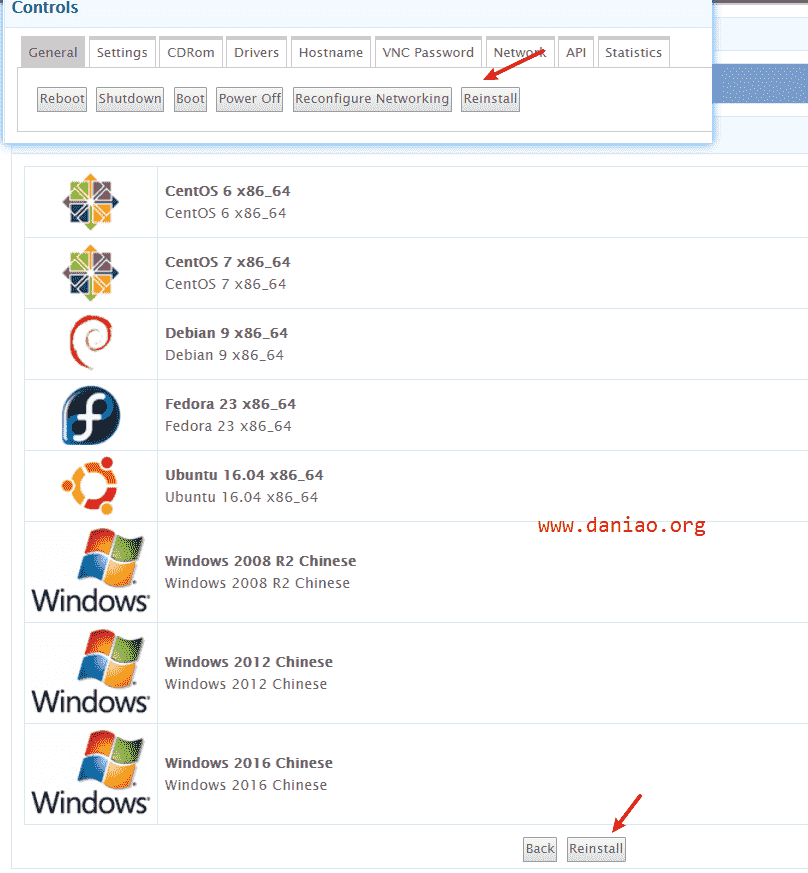 Controls
General Settings CDRom Drivers Hostname VNC Password Network API Statistics
Reboot Shutdown Boot Power Off Reconfigure Networking Reinstall
CentOS 6 x86_64
CentOS 6 x86_64
CentOS 7 x86_64
CentOS 7 x86_64
Debian 9 x86_64
Debian 9 x86_64
Fedora 23 x86_64
Fedora 23 x86_64
Ubuntu 16.04 x86_64
Ubuntu 16.04 x86_64
www.daniao.org
Windows 2008 R2 Chinese
Windows 2008 R2 Chinese
Windows
Windows 2012 Chinese
Windows 2012 Chinese
Windows
Windows 2016 Chinese
Windows 2016 Chinese
Windows
Back Reinstall